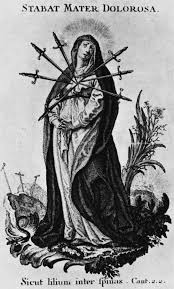 STABAT MATER DOLOROSA.
Sicut lilium inter spinas. Cant. 2. 2.